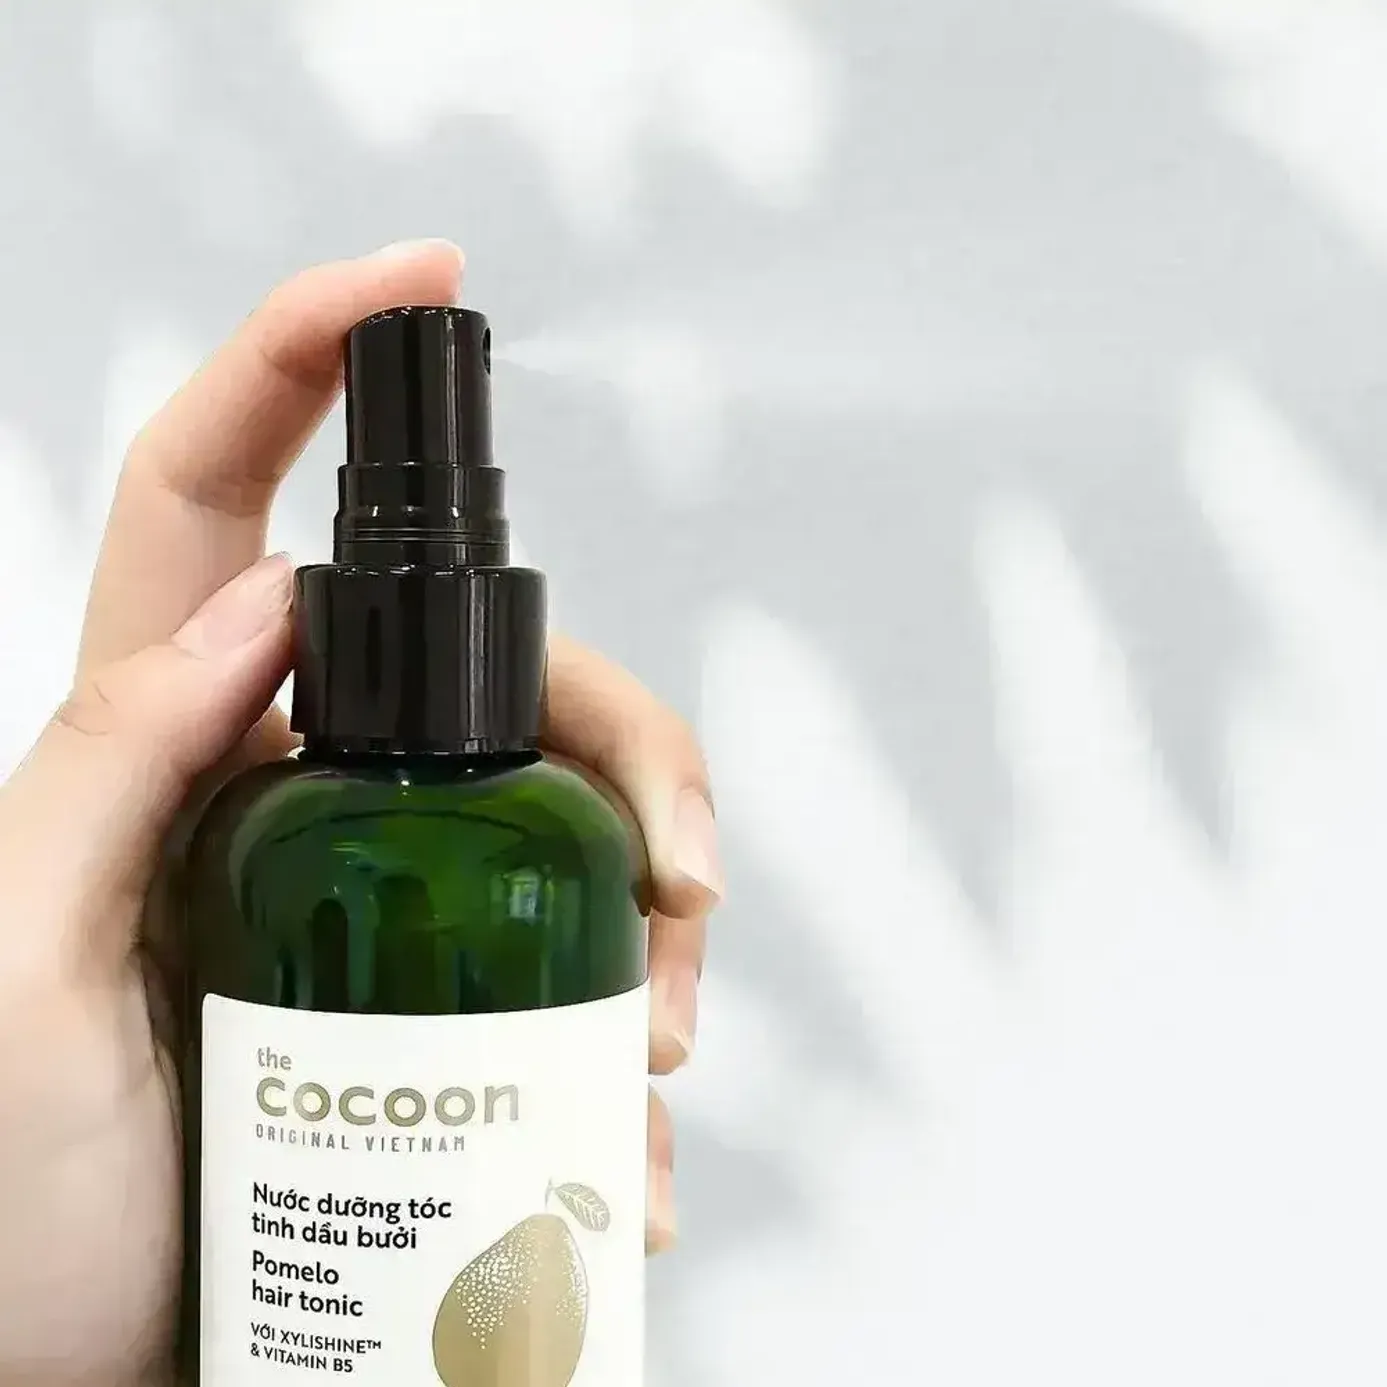 the
cocoon
ORIGINAL VIETNAM
Nước dưỡng tóc
tinh dầu bưởi
Pomelo
hair tonic
VỚI XYLISHINE™
& VITAMIN B5